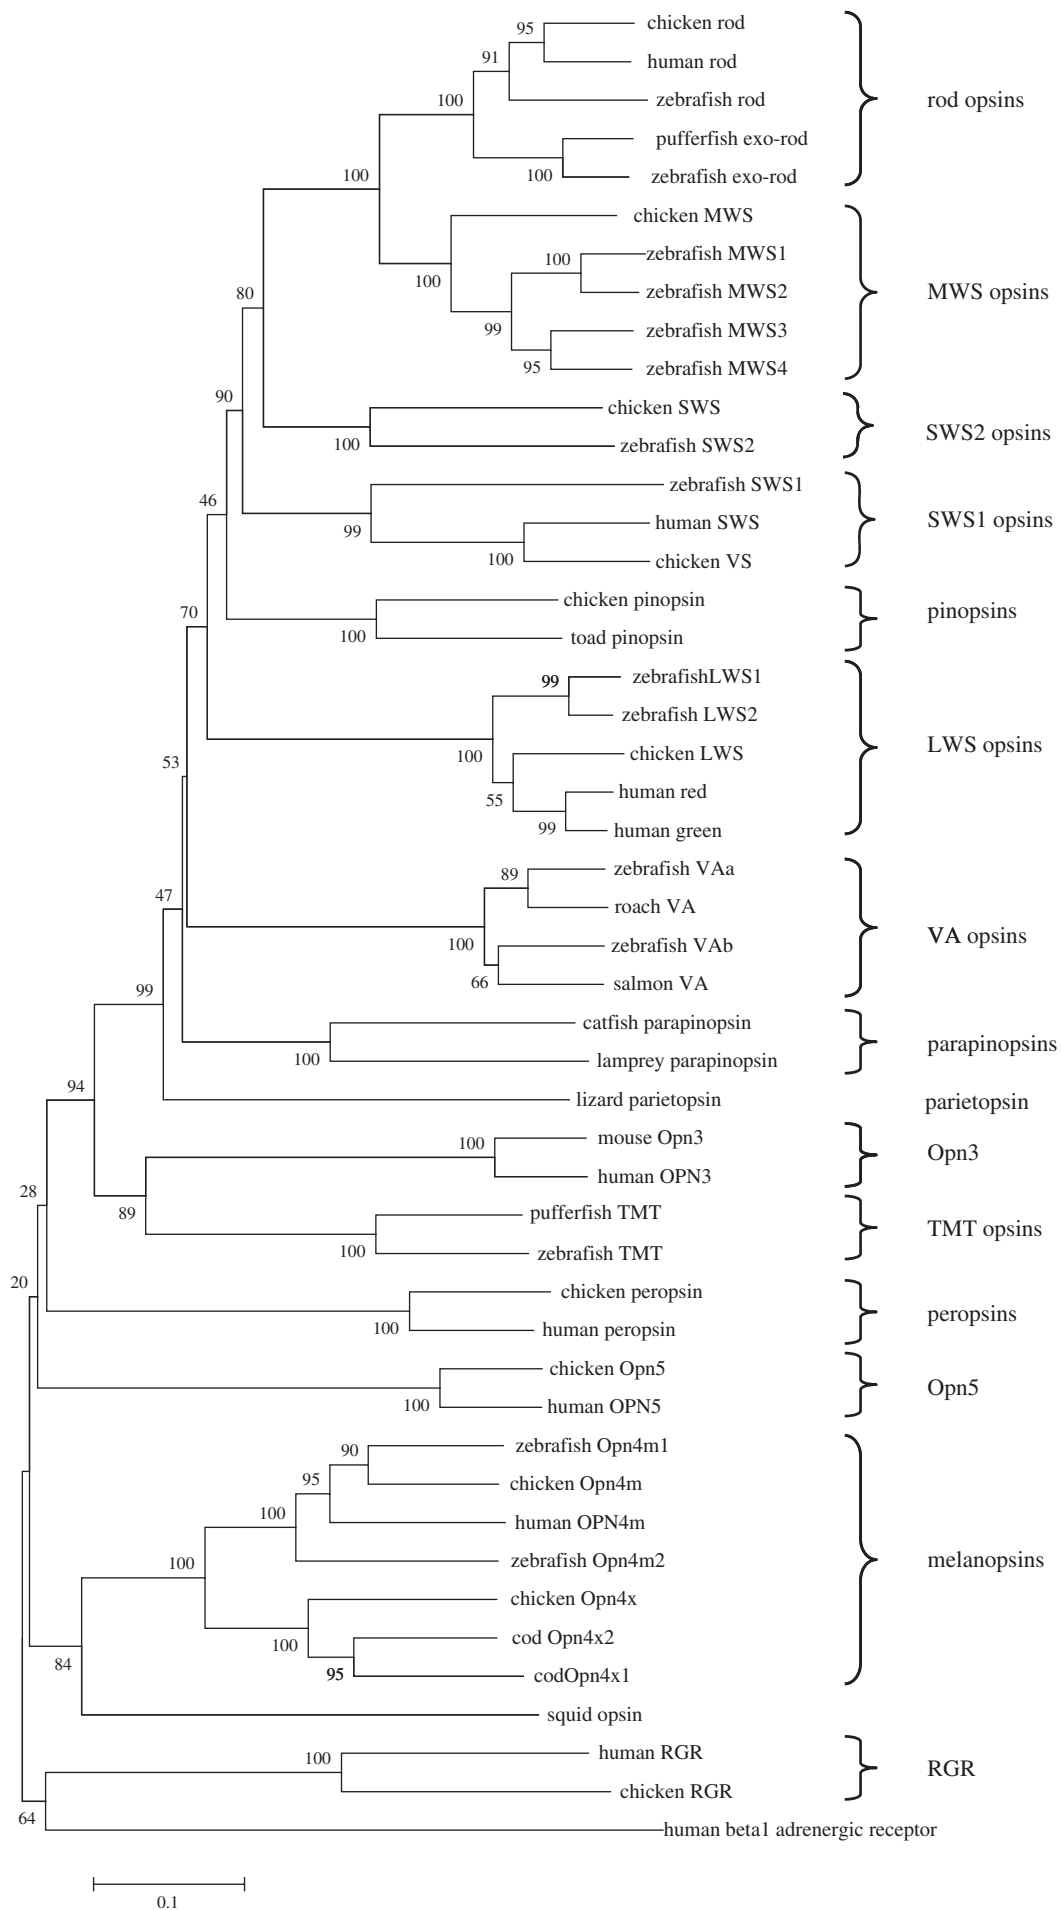 chicken rod
95
human rod
91
zebrafish rod
rod opsins
100
pufferfish exo-rod
100
zebrafish exo-rod
100
chicken MWS
zebrafish MWS1
100
100
zebrafish MWS2
MWS opsins
80
99
zebrafish MWS3
95
zebrafish MWS4
90
chicken SWS
100
zebrafish SWS2
SWS2 opsins
zebrafish SWS1
46
99
human SWS
SWS1 opsins
100
chicken VS
chicken pinopsin
pinopsins
70
100
toad pinopsin
99
zebrafishLWS1
zebrafish LWS2
100
chicken LWS
LWS opsins
53
55
human red
99
human green
89
zebrafish VAa
47
roach VA
100
zebrafish VAb
VA opsins
66
salmon VA
99
catfish parapinopsin
100
lamprey parapinopsin
parapinopsins
94
lizard parietopsin
parietopsin
100
mouse Opn3
Opn3
human OPN3
28
89
pufferfish TMT
100
zebrafish TMT
TMT opsins
20
chicken peropsin
100
human peropsin
peropsins
chicken Opn5
100
human OPN5
Opn5
90
zebrafish Opn4m1
95
chicken Opn4m
100
human OPN4m
100
zebrafish Opn4m2
melanopsins
chicken Opn4x
100
cod Opn4x2
84
95
codOpn4x1
squid opsin
100
human RGR
RGR
chicken RGR
64
human beta1 adrenergic receptor
0.1